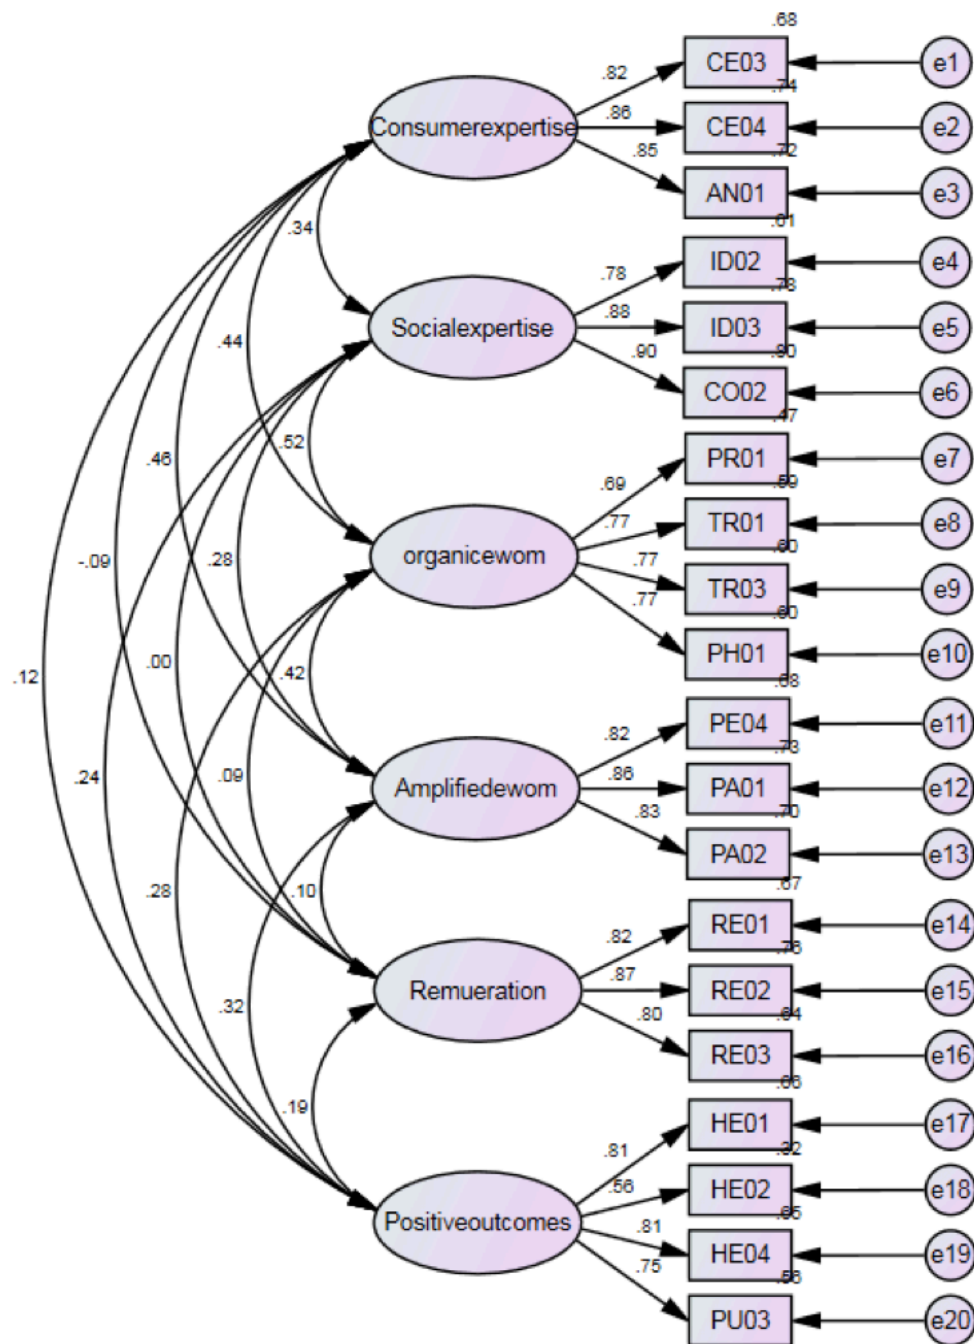 .68
CE03
e1
.82
.74
Consumerexpertise
.86
CE04
e2
.72
.85
AN01
e3
.61
.34
ID02
e4
.78
.78
Socialexpertise
.88
ID03
e5
.80
.90
.44
CO02
e6
.47
.52
.46
PR01
e7
.69
.59
.77
TR01
e8
.60
organicewom
.77
-.09
.28
TR03
e9
.60
.77
PH01
e10
.68
.12
.00
.42
PE04
e11
.82
.73
.24
.09
Amplifiedewom
.86
PA01
e12
.70
.83
PA02
e13
.67
.28
.10
RE01
e14
.82
.76
Remueration
.87
RE02
e15
.64
.32
.80
RE03
e16
.66
.19
HE01
e17
.81
.32
.56
HE02
e18
.65
Positiveoutcomes
.81
HE04
e19
.56
.75
PU03
e20